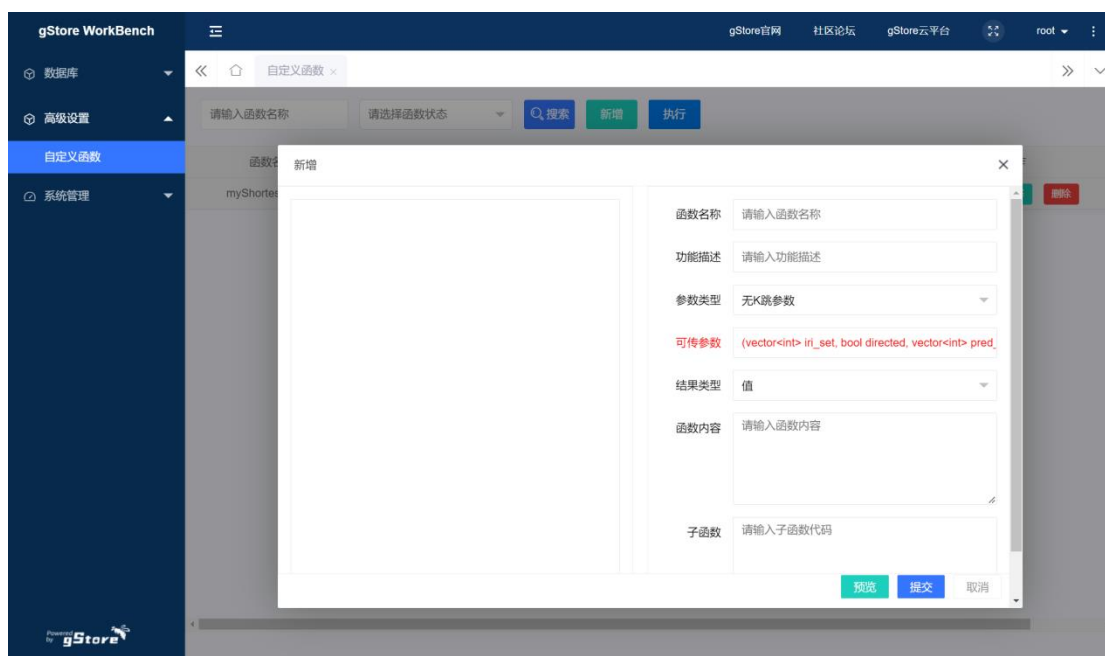 gStore WorkBench
gStore官网 社区论坛 gStore云平台 root
数据库
自定义函数 ×
高级设置
请输入函数名称 请选择函数状态 搜索 新增 执行
自定义函数
系统管理
函数名
myShortes
删除
新增
函数名称 请输入函数名称
功能描述 请输入功能描述
参数类型 无K跳参数
可传参数 (vector<int> iri_set, bool directed, vector<int> pred_
结果类型 值
函数内容 请输入函数内容
子函数 请输入子函数代码
预览 提交 取消
Powered by gStore